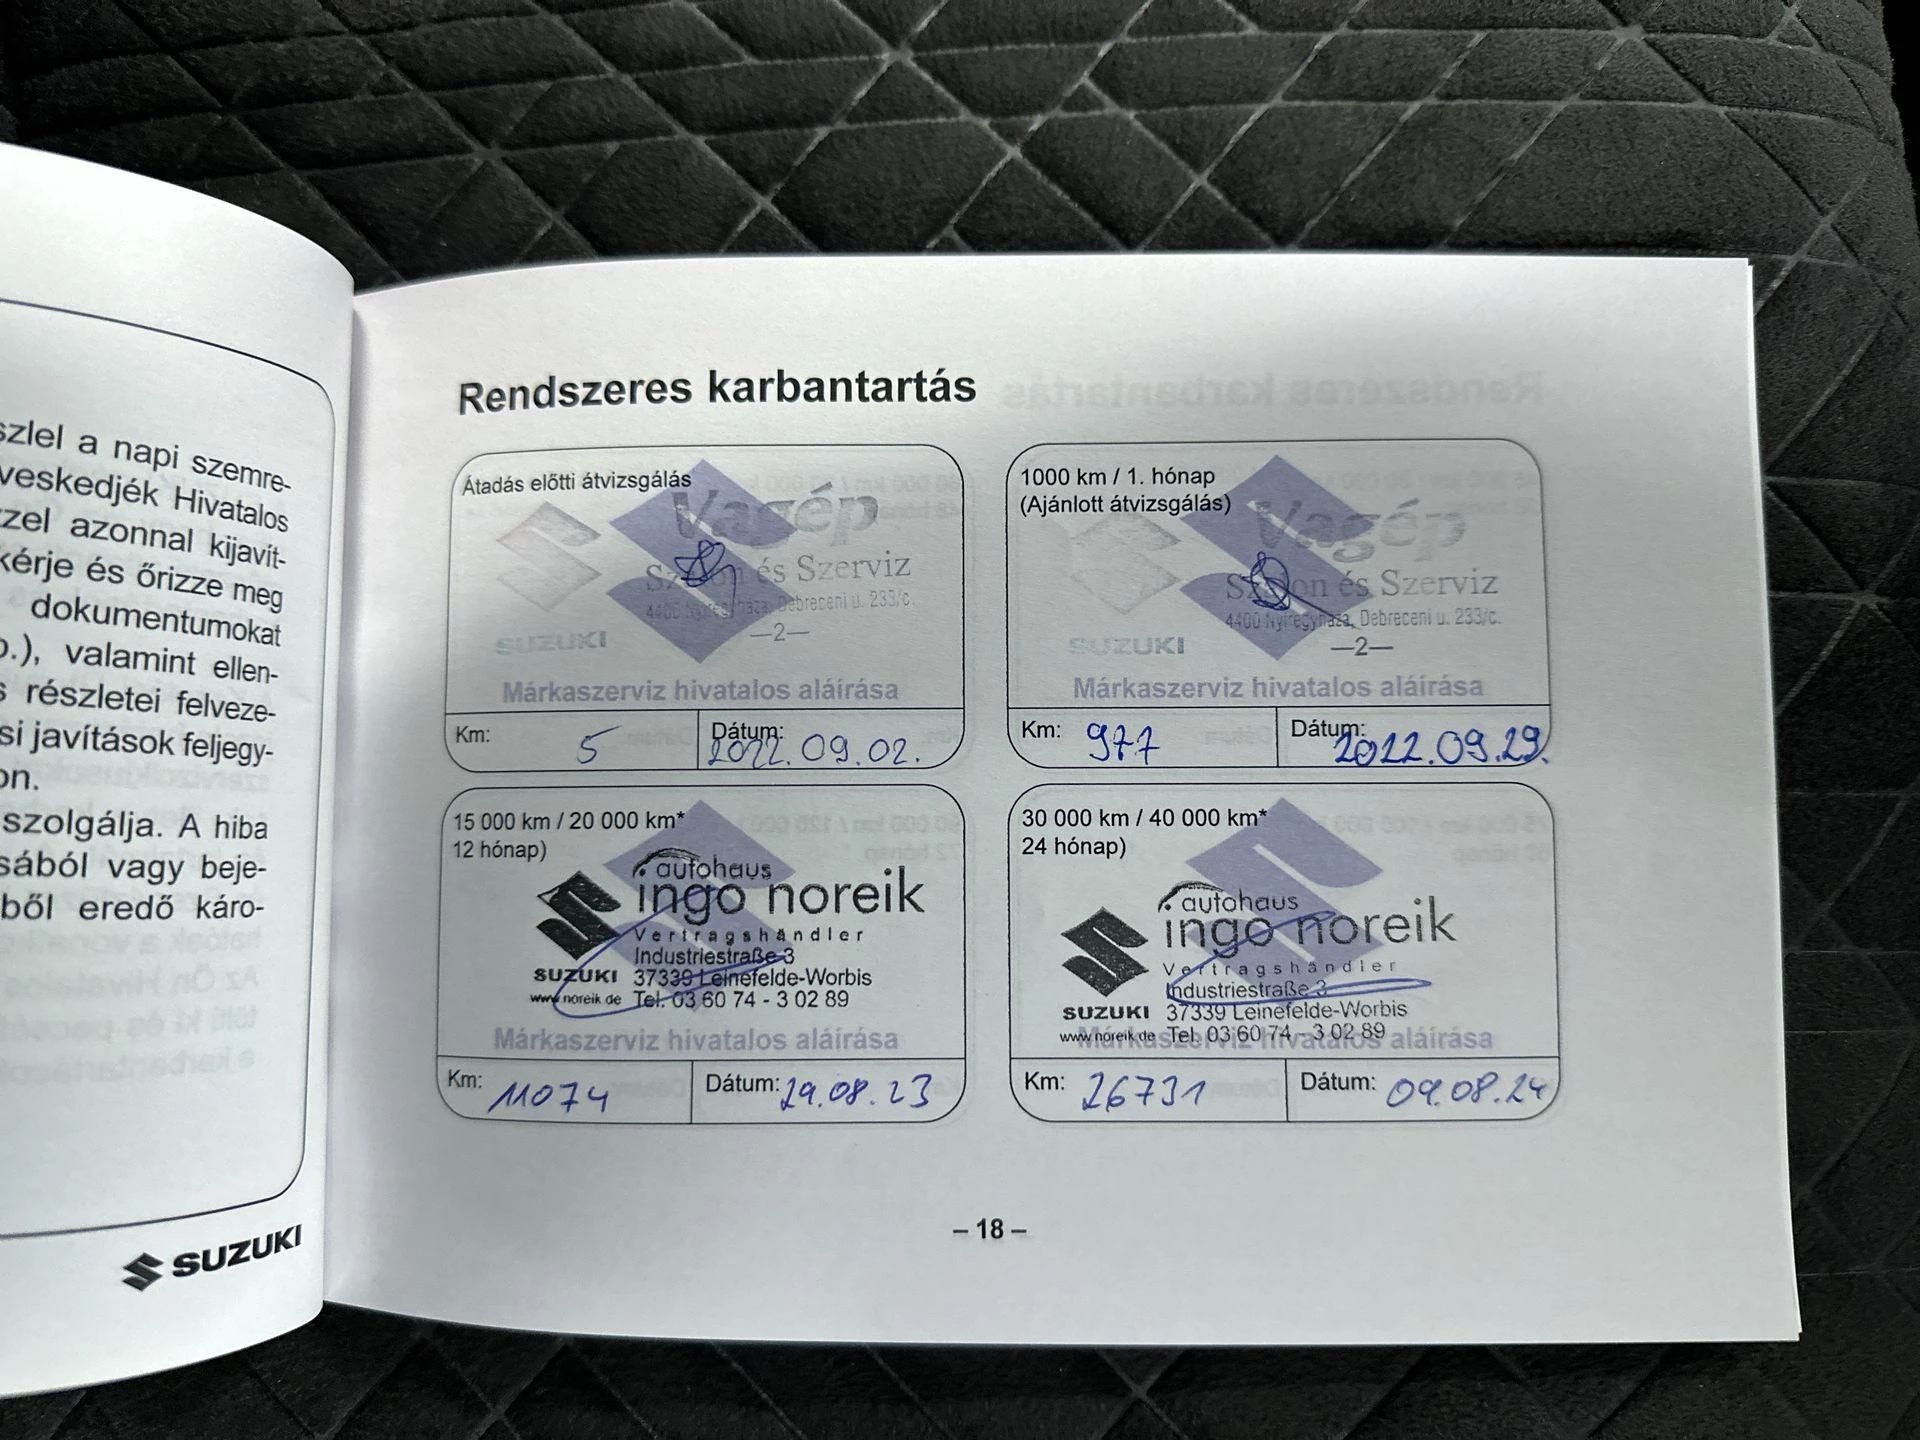 szlel a napi szemre-
veskedjék Hivatalos
zzel azonnal kijavít-
kérje és őrizze meg
dokumentumokat
b.), valamint ellen-
s részletei felveze-
si javítások feljegy-
on.
szolgálja. A hiba
sából vagy beje-
ből eredő káro-
SUZUKI
Rendszeres karbantartás
Átadás előtti átvizsgálás
Vagép
Szalon és Szerviz
4400 Nyíregyháza, Debreceni u. 233/c.
SUZUKI
—2—
Márkaszerviz hivatalos aláírása
Km: 5
Dátum: 2022.09.02.
1000 km / 1. hónap
(Ajánlott átvizsgálás)
Vagép
Szalon és Szerviz
4400 Nyíregyháza, Debreceni u. 233/c.
SUZUKI
—2—
Márkaszerviz hivatalos aláírása
Km: 977
Dátum: 2022.09.29.
15 000 km / 20 000 km*
12 hónap)
autohaus
ingo noreik
Vertragshändler
Industriestraße 3
SUZUKI 37339 Leinefelde-Worbis
www.noreik.de Tel. 03 60 74 - 3 02 89
Márkaszerviz hivatalos aláírása
Km: 11074
Dátum: 29.08.23
30 000 km / 40 000 km*
24 hónap)
autohaus
ingo noreik
Vertragshändler
Industriestraße 3
SUZUKI 37339 Leinefelde-Worbis
www.noreik.de Tel. 03 60 74 - 3 02 89
Márkaszerviz hivatalos aláírása
Km: 26731
Dátum: 09.08.24
– 18 –